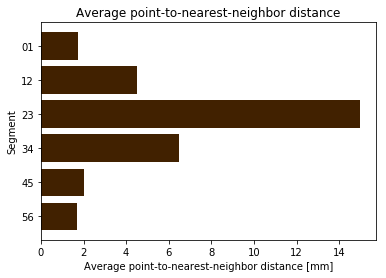 Average point-to-nearest-neighbor distance
01
12
23
34
45
56
Segment
0 2 4 6 8 10 12 14
Average point-to-nearest-neighbor distance [mm]